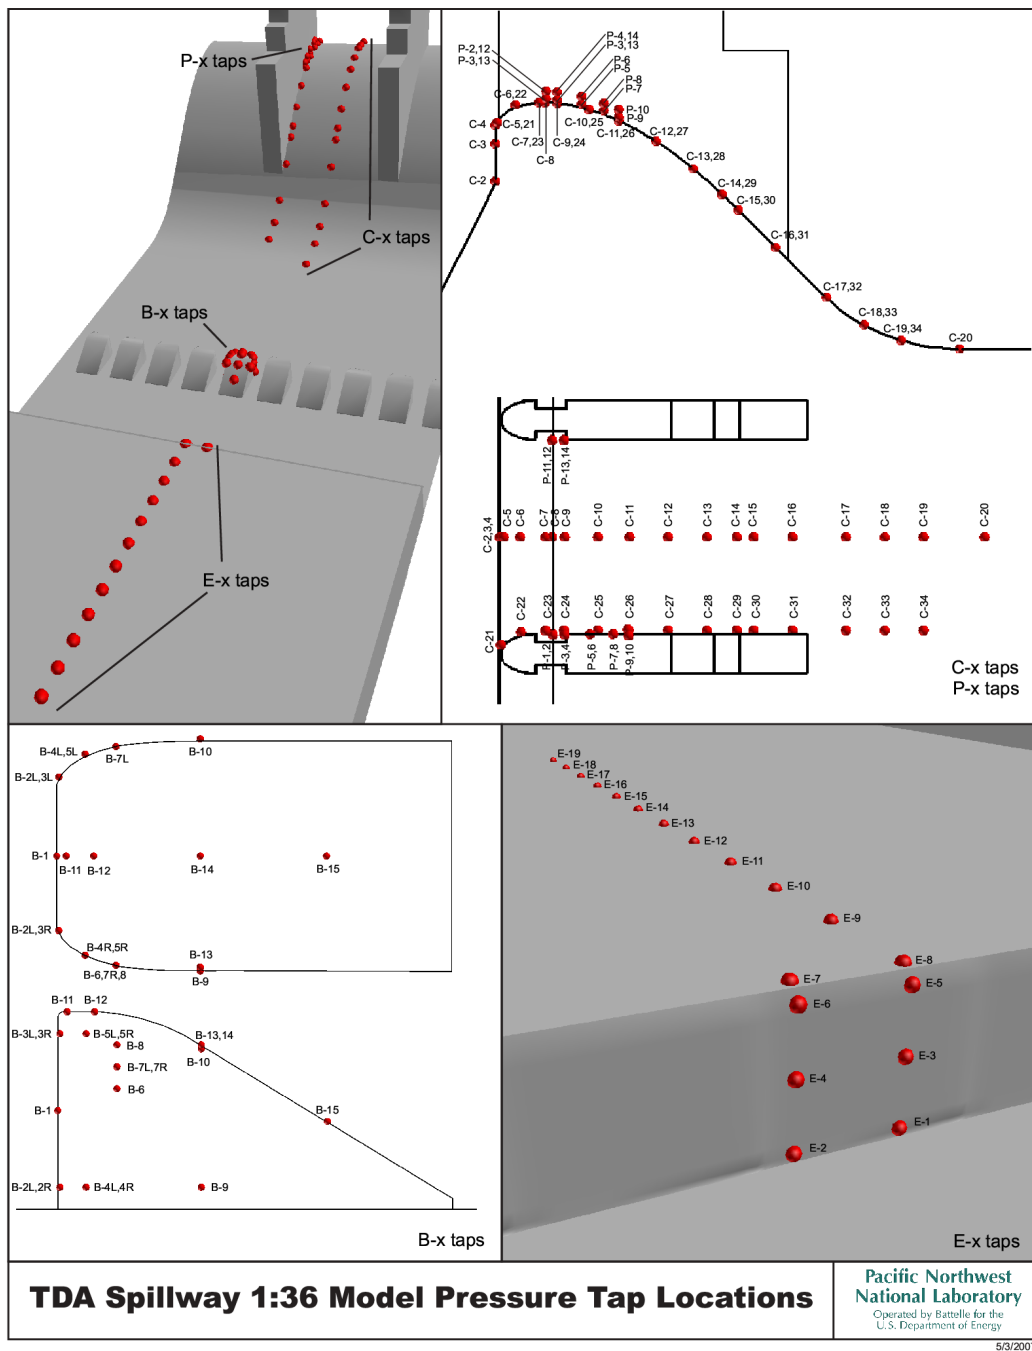 P-x taps
C-x taps
B-x taps
E-x taps
P-4,14
P-3,13
P-2,12
P-3,13
P-6
P-5
P-8
P-7
P-10
P-9
C-6,22
C-4
C-5,21
C-3
C-7,23
C-9,24
C-8
C-10,25
C-11,26
C-12,27
C-2
C-13,28
C-14,29
C-15,30
C-16,31
C-17,32
C-18,33
C-19,34
C-20
P-11,12
P-13,14
C-2,3,4
C-5
C-6
C-7
C-8
C-9
C-10
C-11
C-12
C-13
C-14
C-15
C-16
C-17
C-18
C-19
C-20
C-21
C-22
C-23
C-24
C-25
C-26
C-27
C-28
C-29
C-30
C-31
C-32
C-33
C-34
P-1,2
P-3,4
P-5,6
P-7,8
P-9,10
C-x taps
P-x taps
B-10
B-4L,5L
B-7L
B-2L,3L
B-1
B-11
B-12
B-14
B-15
B-2L,3R
B-4R,5R
B-6,7R,8
B-13
B-9
B-11
B-12
B-3L,3R
B-5L,5R
B-8
B-13,14
B-10
B-7L,7R
B-6
B-1
B-15
B-2L,2R
B-4L,4R
B-9
B-x taps
E-19
E-18
E-17
E-16
E-15
E-14
E-13
E-12
E-11
E-10
E-9
E-8
E-7
E-5
E-6
E-3
E-4
E-1
E-2
E-x taps
TDA Spillway 1:36 Model Pressure Tap Locations
Pacific Northwest
National Laboratory
Operated by Battelle for the
U.S. Department of Energy